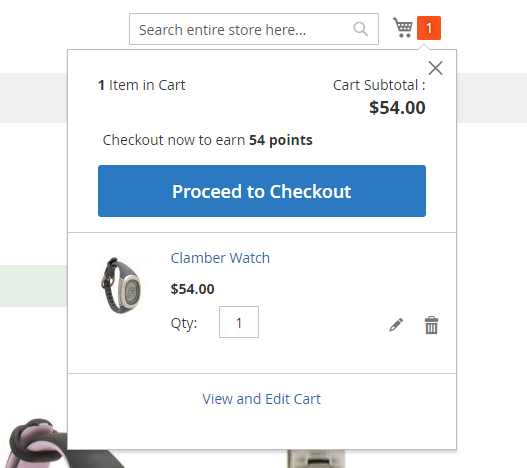 Search entire store here...
1
1 Item in Cart
Cart Subtotal :
$54.00
Checkout now to earn 54 points
Proceed to Checkout
Clamber Watch
$54.00
Qty: 1
View and Edit Cart